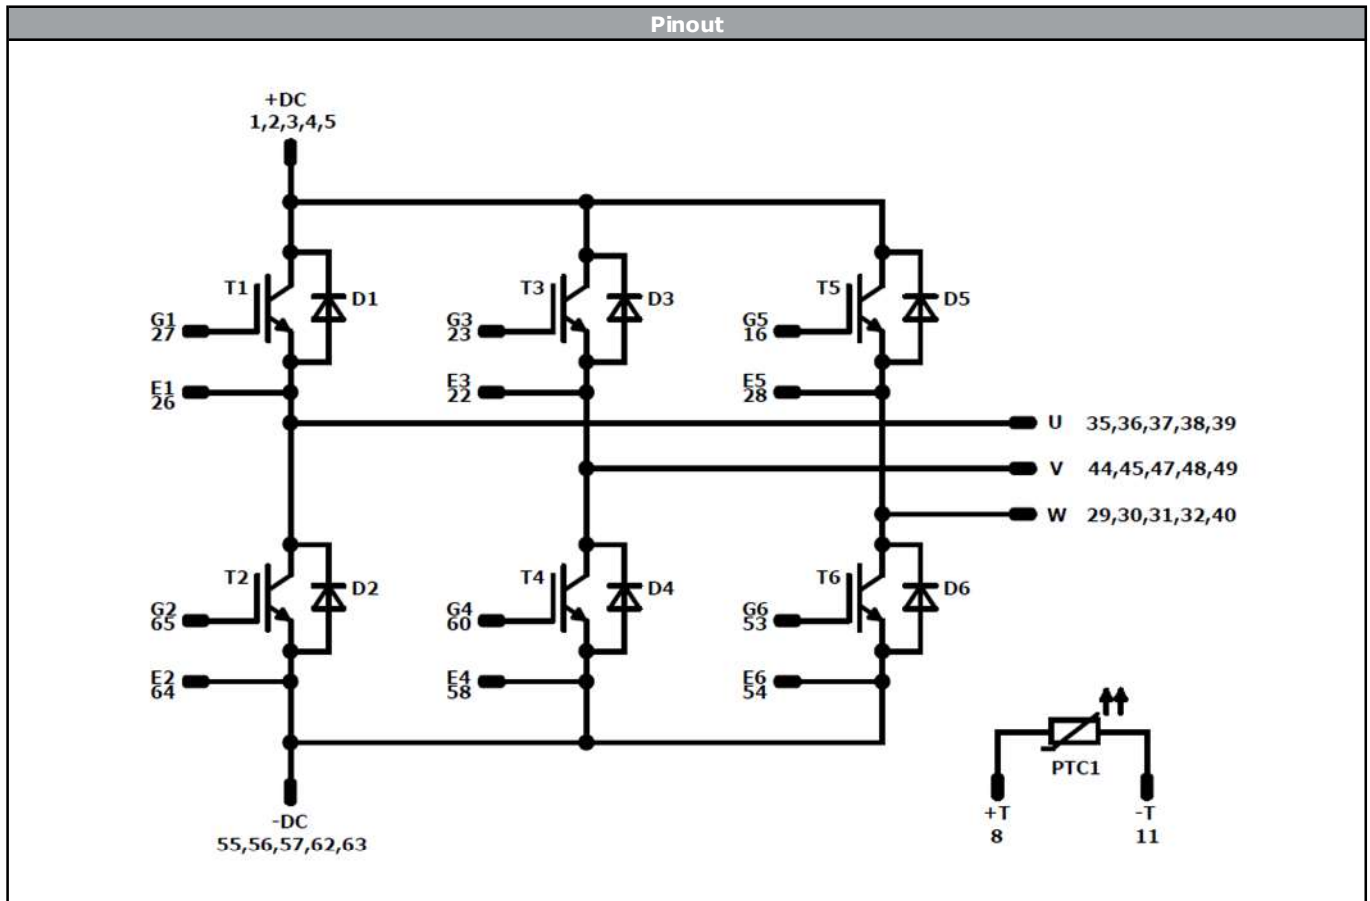 Pinout
+DC
1,2,3,4,5
T1
D1
G1
27
E1
26
T3
D3
G3
23
E3
22
T5
D5
G5
16
E5
28
U 35,36,37,38,39
V 44,45,47,48,49
W 29,30,31,32,40
T2
D2
G2
65
E2
64
T4
D4
G4
60
E4
58
T6
D6
G6
53
E6
54
-DC
55,56,57,62,63
PTC1
+T
8
-T
11